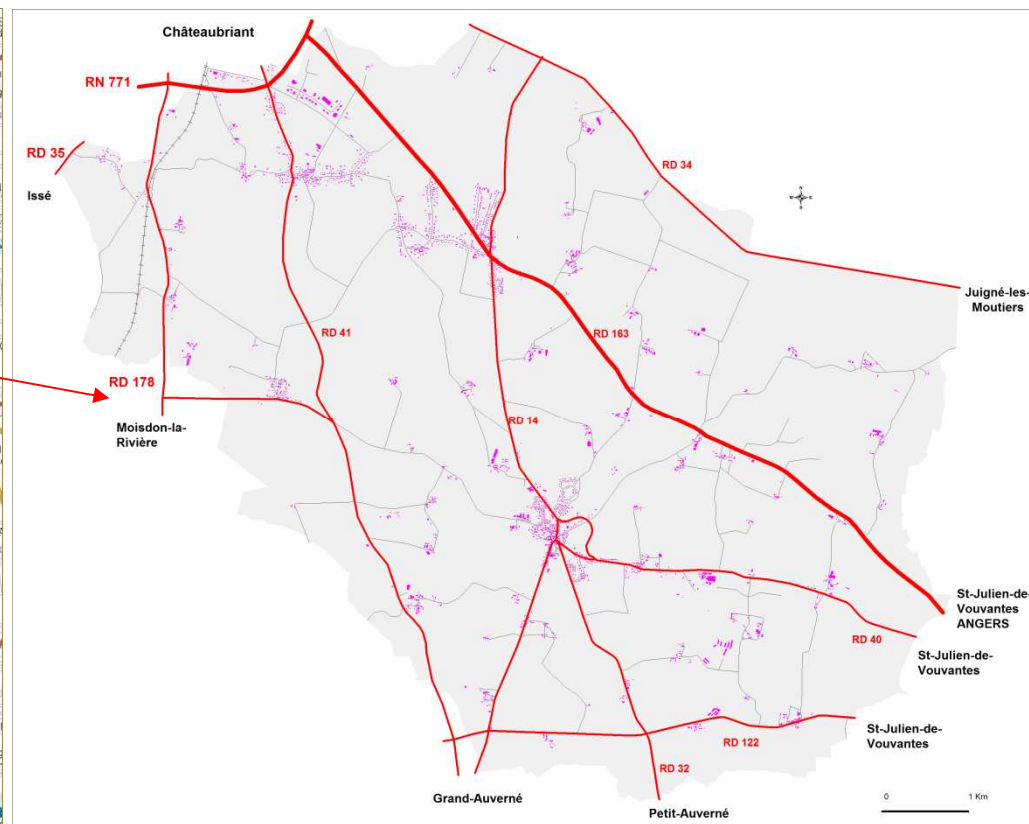 Châteaubriant
RN 771
RD 35
Issé
RD 34
Juigné-les-
Moutiers
RD 41
RD 163
RD 178
Moisdon-la-
Rivière
RD 14
St-Julien-de-
Vouvantes
ANGERS
RD 40
St-Julien-de-
Vouvantes
St-Julien-de-
Vouvantes
RD 122
RD 32
Grand-Auverné
Petit-Auverné
0 1 Km